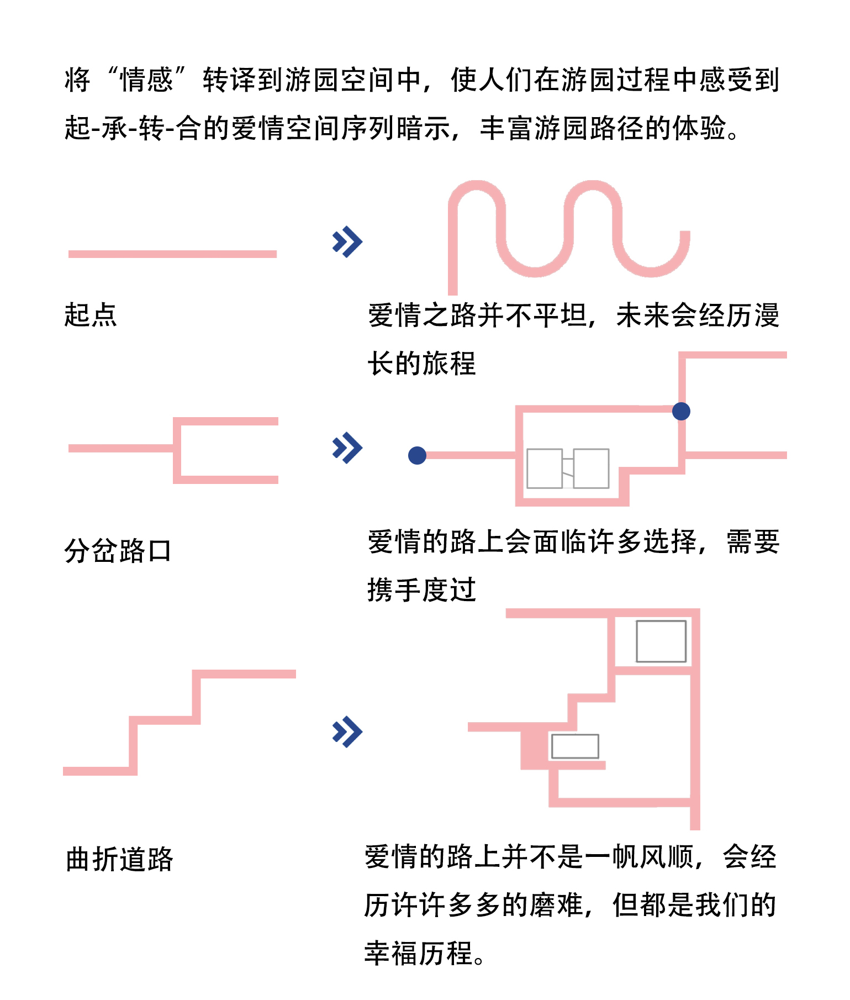 将“情感”转译到游园空间中，使人们在游园过程中感受到
起-承-转-合的爱情空间序列暗示，丰富游园路径的体验。
起点
爱情之路并不平坦，未来会经历漫
长的旅程
分岔路口
爱情的路上会面临许多选择，需要
携手度过
曲折道路
爱情的路上并不是一帆风顺，会经
历许许多多的磨难，但都是我们的
幸福历程。